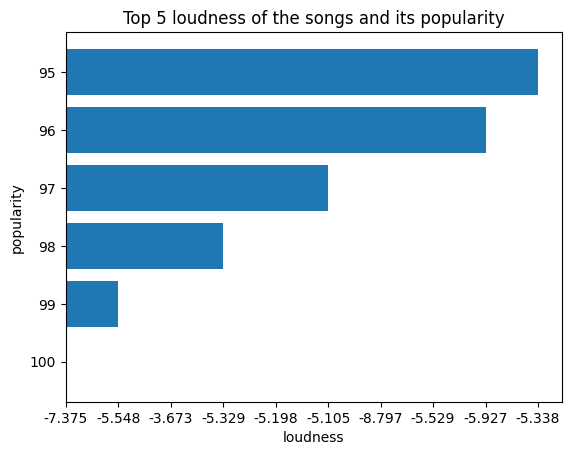 Top 5 loudness of the songs and its popularity
95
96
97
98
99
100
popularity
-7.375 -5.548 -3.673 -5.329 -5.198 -5.105 -8.797 -5.529 -5.927 -5.338
loudness